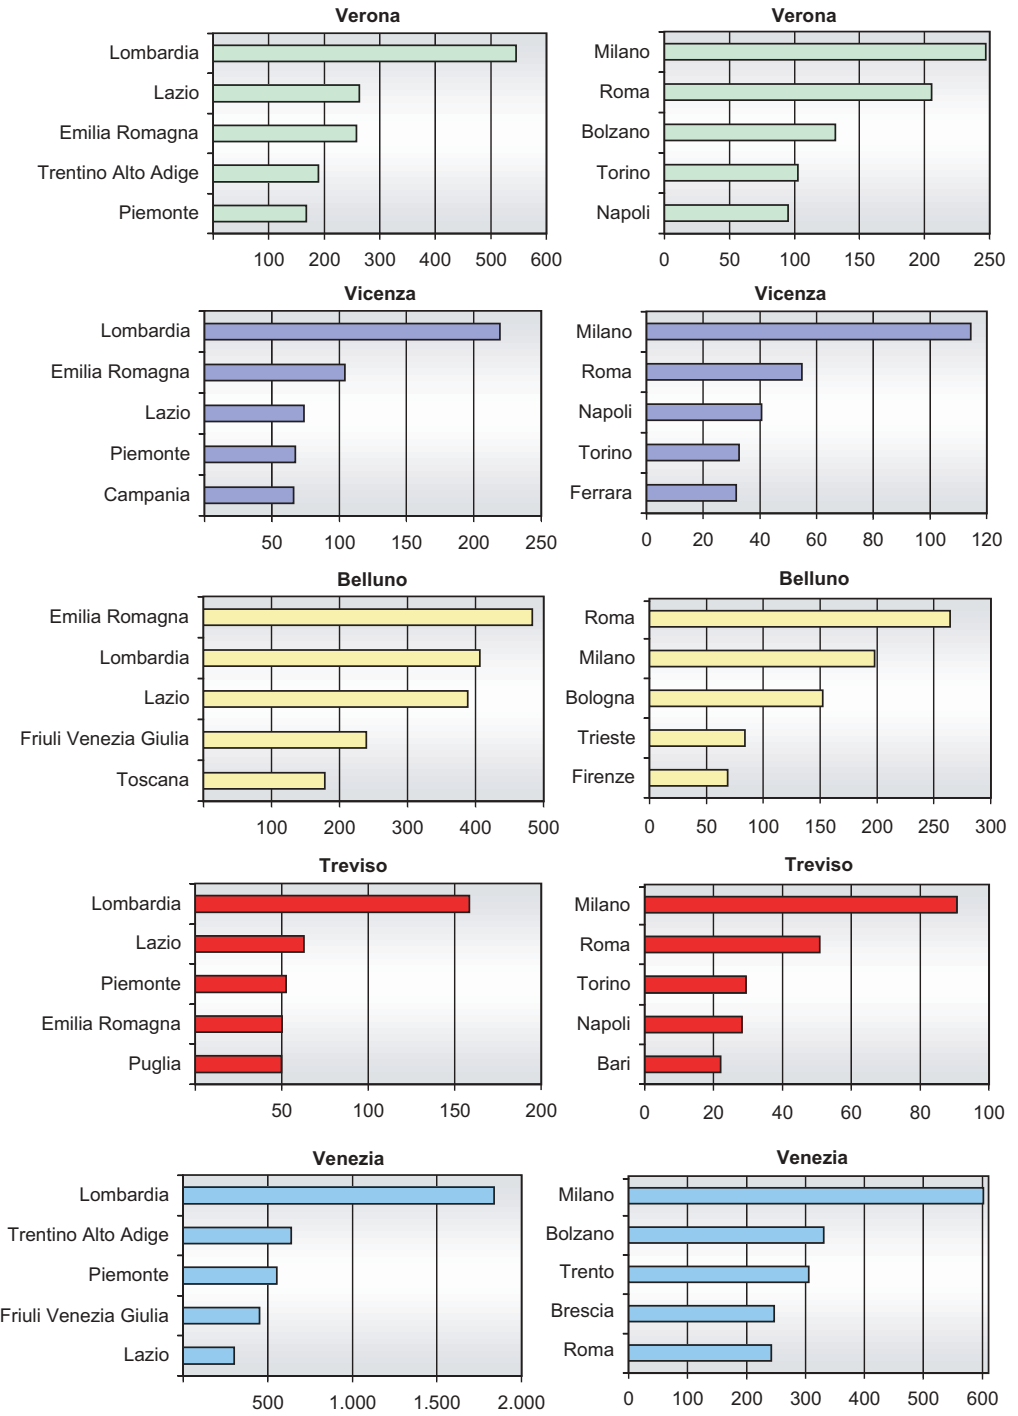 Verona
Lombardia
Lazio
Emilia Romagna
Trentino Alto Adige
Piemonte
100 200 300 400 500 600
Verona
Milano
Roma
Bolzano
Torino
Napoli
0 50 100 150 200 250
Vicenza
Lombardia
Emilia Romagna
Lazio
Piemonte
Campania
50 100 150 200 250
Vicenza
Milano
Roma
Napoli
Torino
Ferrara
0 20 40 60 80 100 120
Belluno
Emilia Romagna
Lombardia
Lazio
Friuli Venezia Giulia
Toscana
100 200 300 400 500
Belluno
Roma
Milano
Bologna
Trieste
Firenze
0 50 100 150 200 250 300
Treviso
Lombardia
Lazio
Piemonte
Emilia Romagna
Puglia
50 100 150 200
Treviso
Milano
Roma
Torino
Napoli
Bari
0 20 40 60 80 100
Venezia
Lombardia
Trentino Alto Adige
Piemonte
Friuli Venezia Giulia
Lazio
500 1.000 1.500 2.000
Venezia
Milano
Bolzano
Trento
Brescia
Roma
0 100 200 300 400 500 600